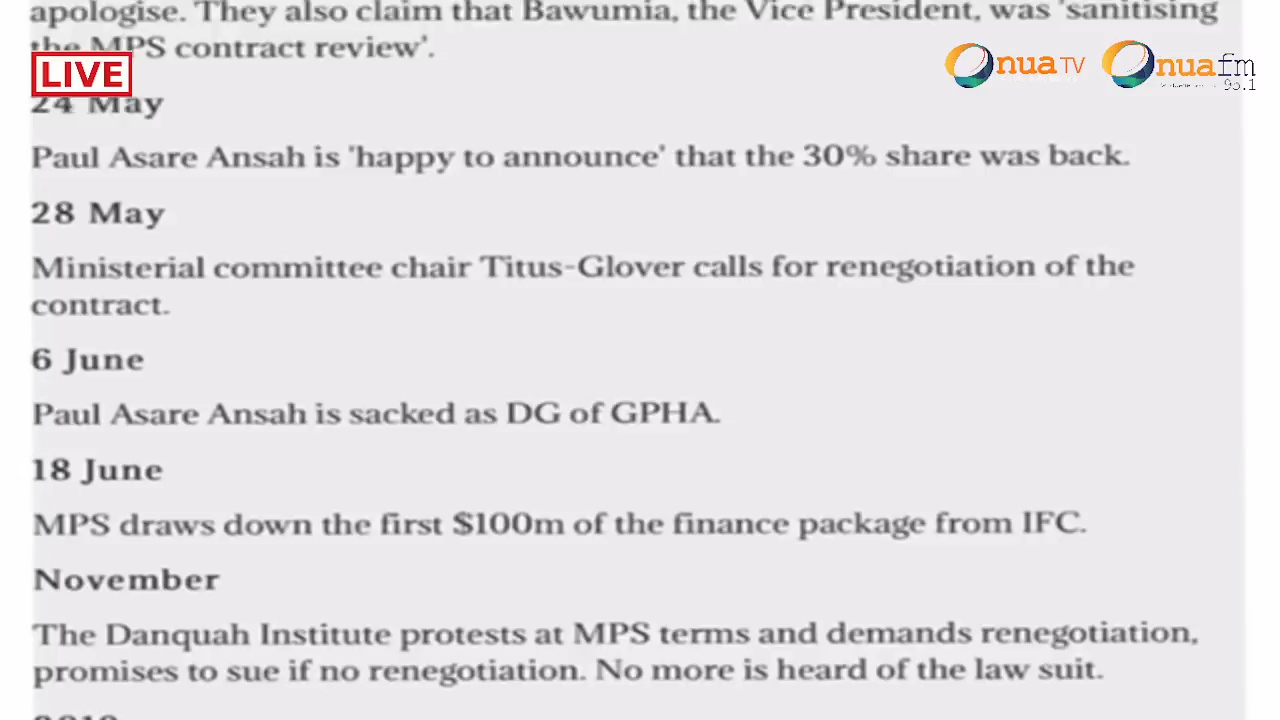 apologise. They also claim that Bawumia, the Vice President, was 'sanitising
the MPS contract review'.
LIVE
nua TV
nua fm
95.1
24 May
Paul Asare Ansah is 'happy to announce' that the 30% share was back.
28 May
Ministerial committee chair Titus-Glover calls for renegotiation of the
contract.
6 June
Paul Asare Ansah is sacked as DG of GPHA.
18 June
MPS draws down the first $100m of the finance package from IFC.
November
The Danquah Institute protests at MPS terms and demands renegotiation,
promises to sue if no renegotiation. No more is heard of the law suit.